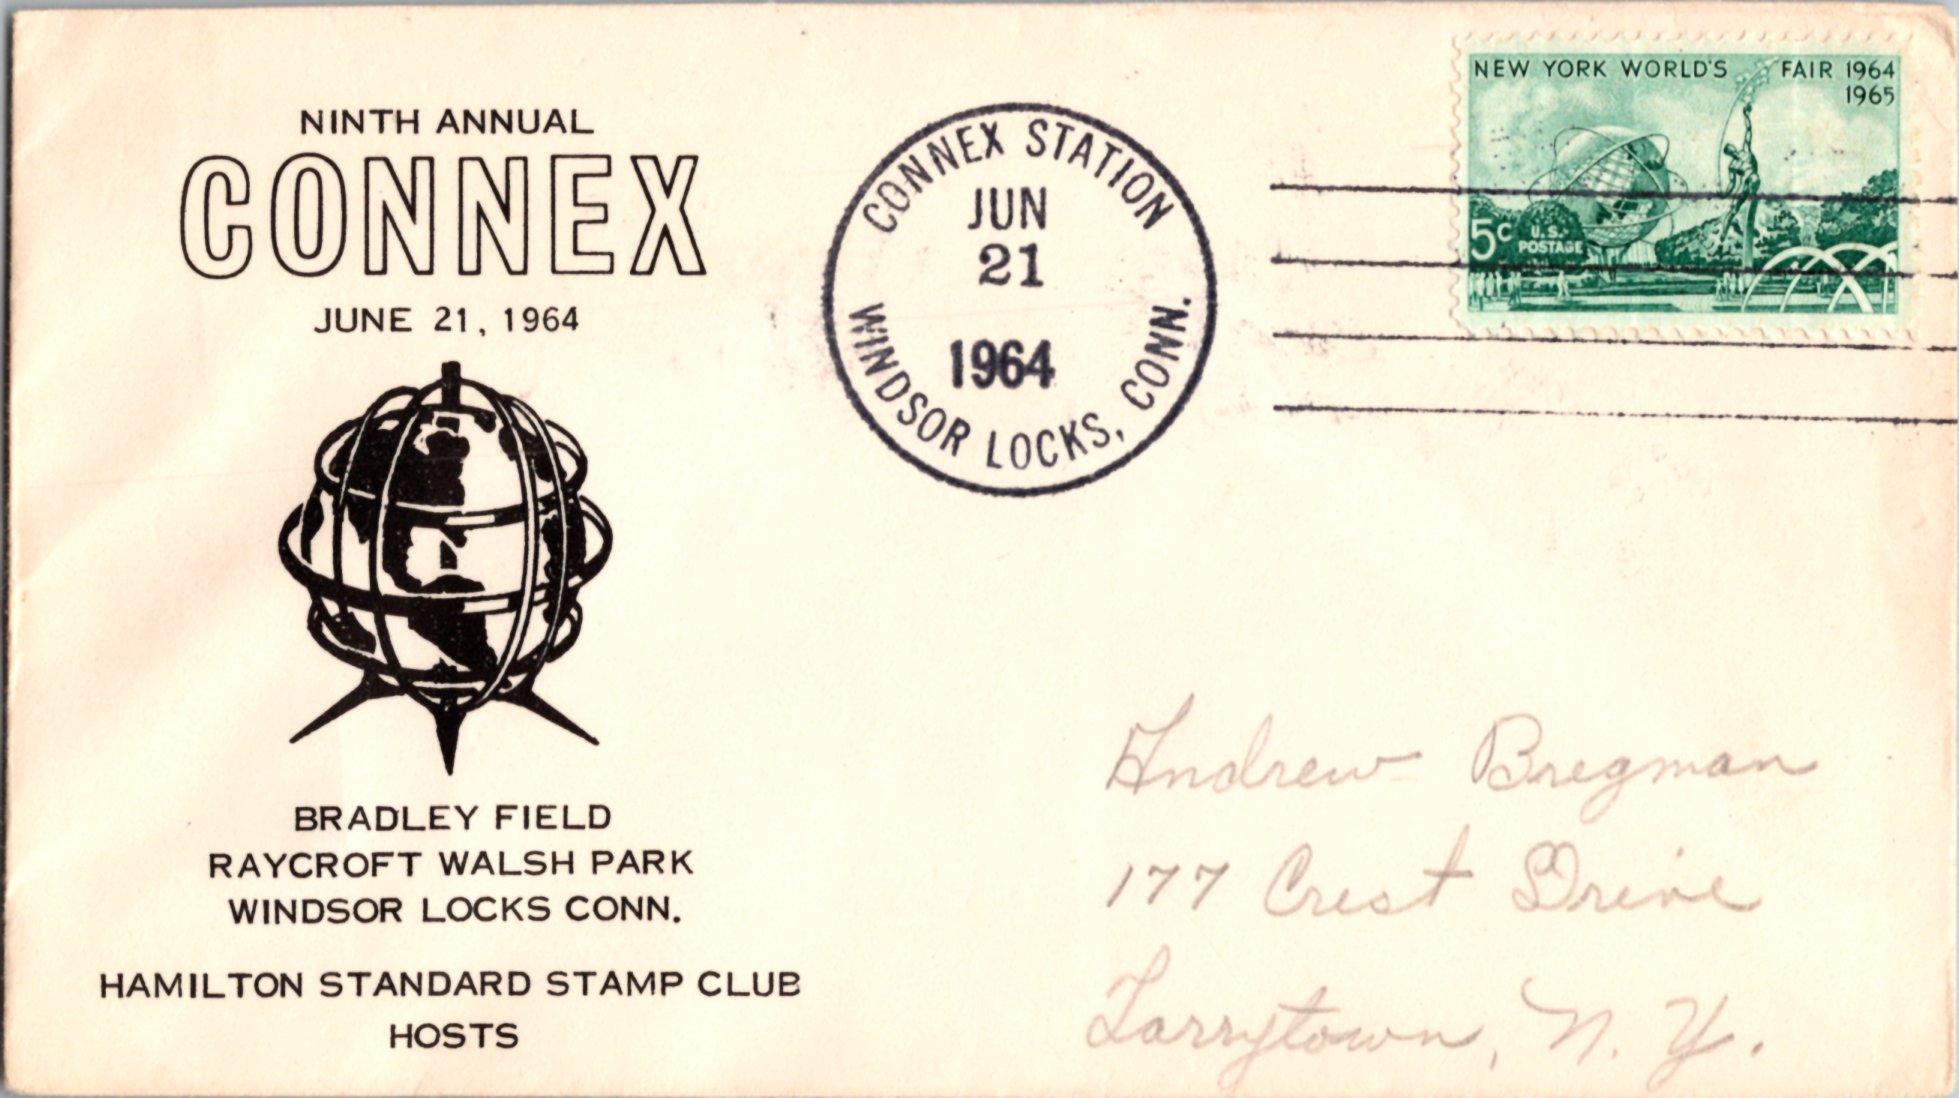 NINTH ANNUAL
CONNEX
JUNE 21, 1964
BRADLEY FIELD
RAYCROFT WALSH PARK
WINDSOR LOCKS CONN.
HAMILTON STANDARD STAMP CLUB
HOSTS
CONNEX STATION
JUN
21
1964
WINDSOR LOCKS, CONN.
NEW YORK WORLD'S FAIR 1964
1965
5c U.S.
POSTAGE
Andrew Bregman
177 Crest Drive
Tarrytown, N. Y.